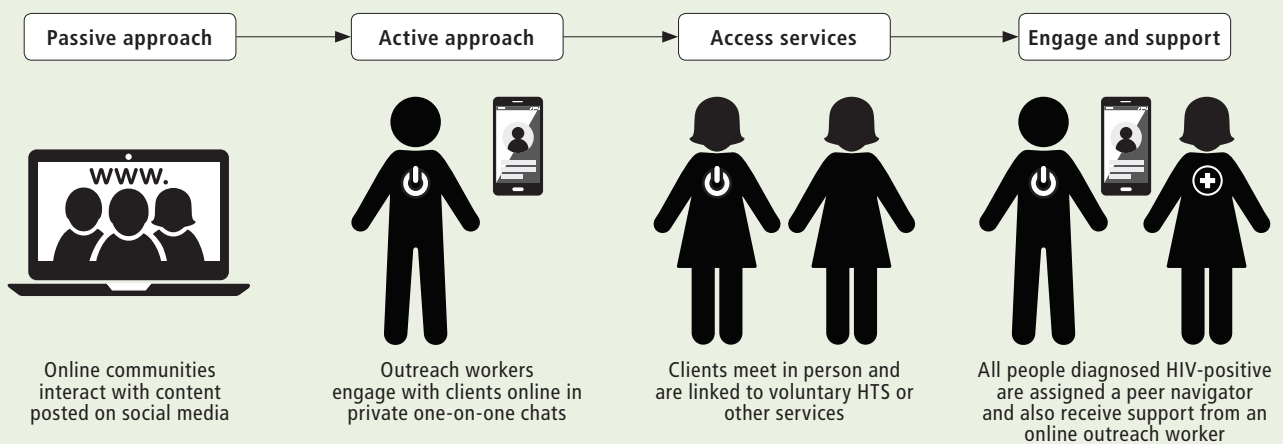 Passive approach
Active approach
Access services
Engage and support
www.
Online communities
interact with content
posted on social media
Outreach workers
engage with clients online in
private one-on-one chats
Clients meet in person and
are linked to voluntary HTS or
other services
All people diagnosed HIV-positive
are assigned a peer navigator
and also receive support from an
online outreach worker